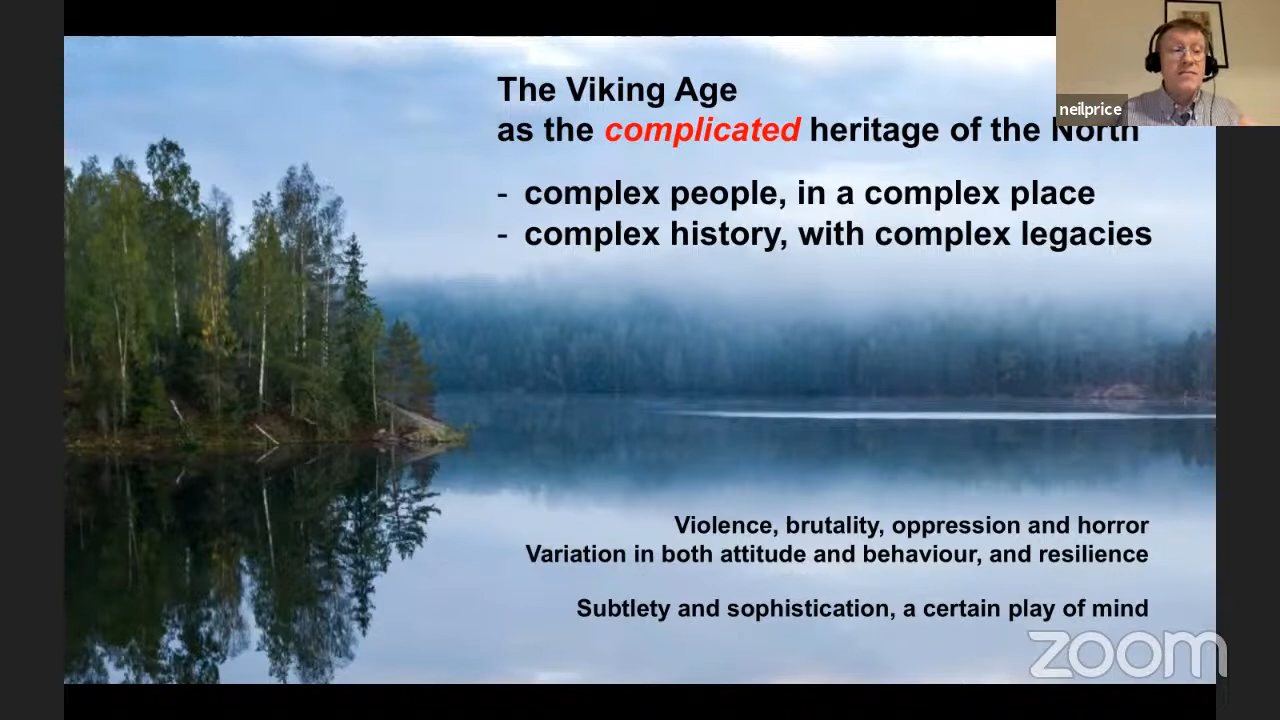 The Viking Age
as the complicated heritage of the North
- complex people, in a complex place
- complex history, with complex legacies
neilprice
Violence, brutality, oppression and horror
Variation in both attitude and behaviour, and resilience
Subtlety and sophistication, a certain play of mind
zoom